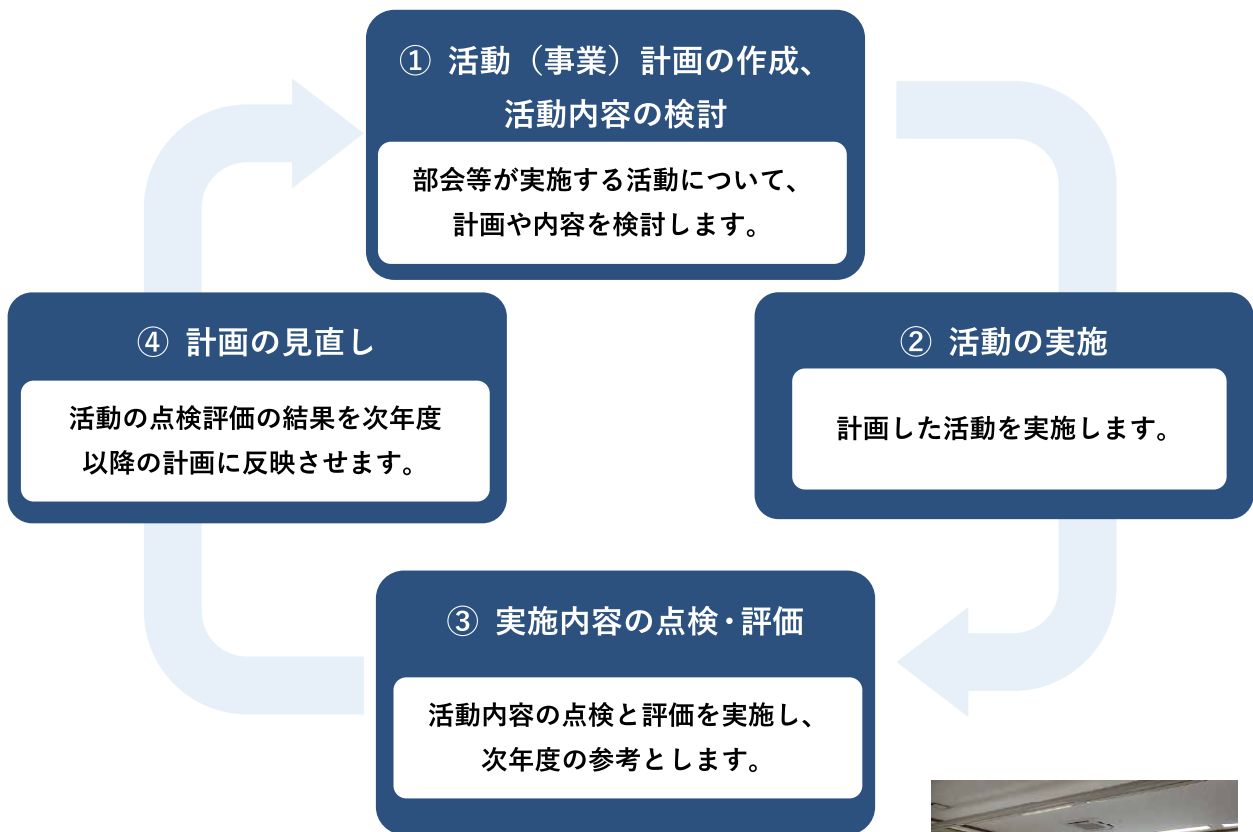 ① 活動（事業）計画の作成、
活動内容の検討
部会等が実施する活動について、
計画や内容を検討します。
② 活動の実施
計画した活動を実施します。
③ 実施内容の点検・評価
活動内容の点検と評価を実施し、
次年度の参考とします。
④ 計画の見直し
活動の点検評価の結果を次年度
以降の計画に反映させます。